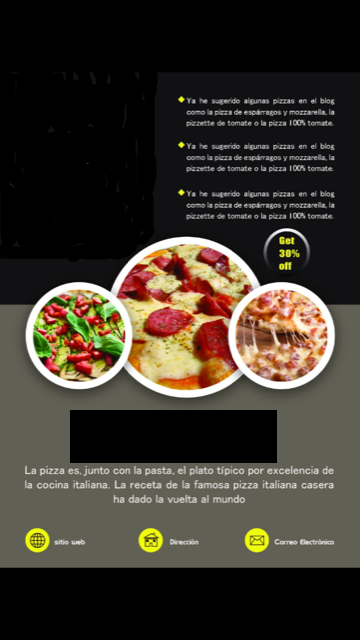 Ya he sugerido algunas pizzas en el blog
como la pizza de espárragos y mozzarella, la
pizzette de tomate o la pizza 100% tomate.
Ya he sugerido algunas pizzas en el blog
como la pizza de espárragos y mozzarella, la
pizzette de tomate o la pizza 100% tomate.
Ya he sugerido algunas pizzas en el blog
como la pizza de espárragos y mozzarella, la
pizzette de tomate o la pizza 100% tomate.
Get
30%
off
La pizza es, junto con la pasta, el plato típico por excelencia de
la cocina italiana. La receta de la famosa pizza italiana casera
ha dado la vuelta al mundo
sitio web
Dirección
Correo Electrónico